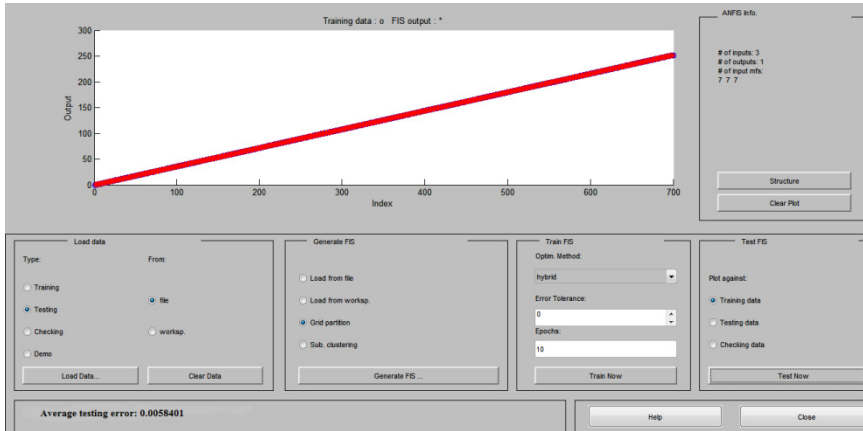 Training data : o   FIS output : *
300
250
200
150
100
50
0
Output
0 100 200 300 400 500 600 700
Index
ANFIS Info.
# of inputs: 3
# of outputs: 1
# of input mfs:
7 7 7
Structure
Clear Plot
Load data
Type:
From:
Training
Testing
Checking
Demo
file
worksp.
Load Data...
Clear Data
Generate FIS
Load from file
Load from worksp.
Grid partition
Sub. clustering
Generate FIS ...
Train FIS
Optim. Method:
hybrid
Error Tolerance:
0
Epochs:
10
Train Now
Test FIS
Plot against:
Training data
Testing data
Checking data
Test Now
Average testing error: 0.0058401
Help
Close